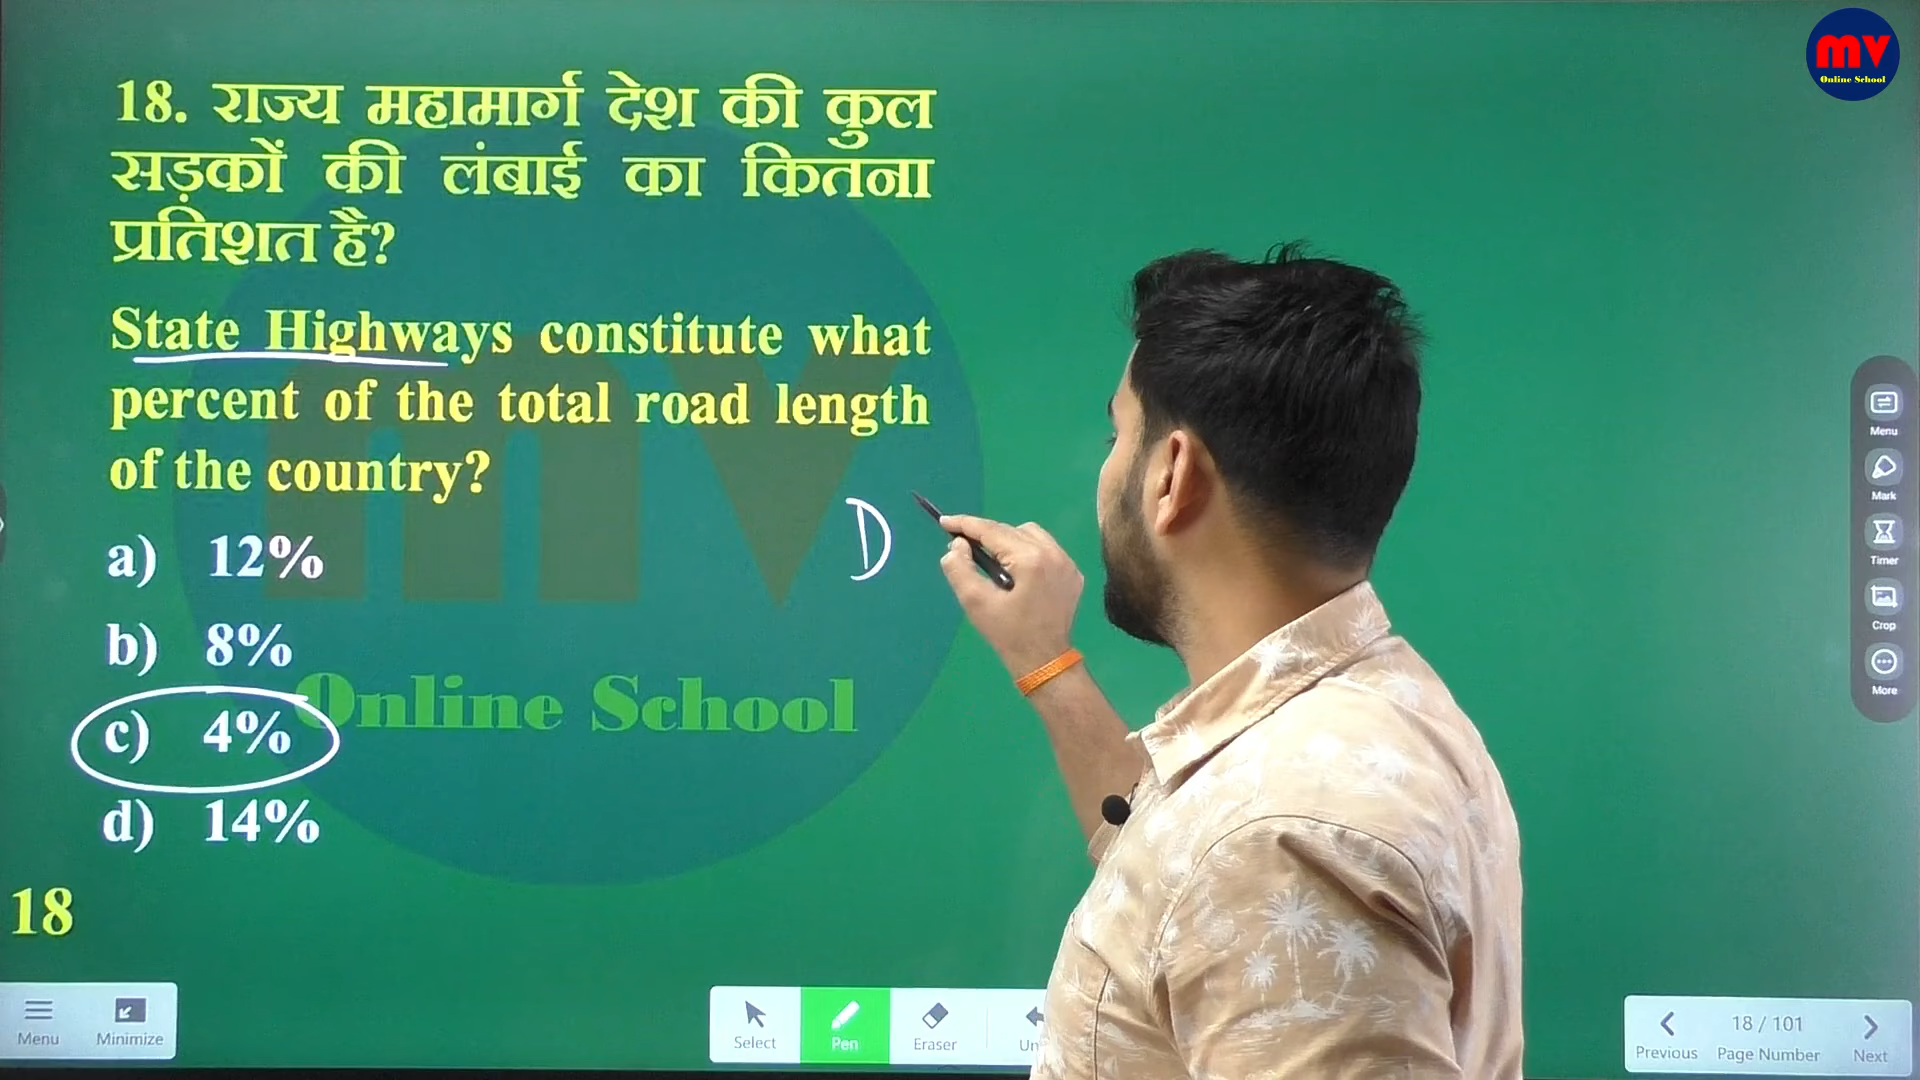 mv
Online School
18. राज्य महामार्ग देश की कुल
सड़कों की लंबाई का कितना
प्रतिशत है?
State Highways constitute what
percent of the total road length
of the country?
D
a) 12%
b) 8%
c) 4%
d) 14%
mv
Online School
18
Menu
Mark
Timer
Crop
More
Menu
Minimize
Select
Pen
Eraser
18 / 101
Previous
Page Number
Next